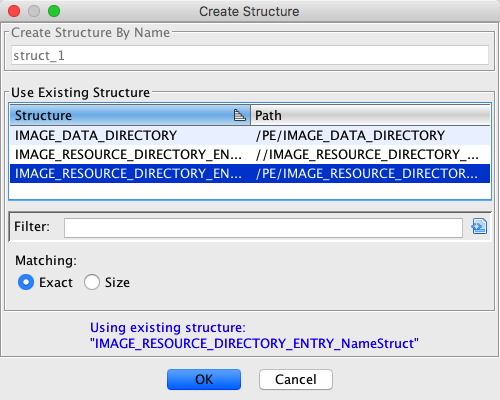 Create Structure
Create Structure By Name
struct_1
Use Existing Structure
Structure Path
IMAGE_DATA_DIRECTORY /PE/IMAGE_DATA_DIRECTORY
IMAGE_RESOURCE_DIRECTORY_EN... //IMAGE_RESOURCE_DIRECTORY_...
IMAGE_RESOURCE_DIRECTORY_EN... /PE/IMAGE_RESOURCE_DIRECTOR...
Filter:
Matching:
Exact Size
Using existing structure:
"IMAGE_RESOURCE_DIRECTORY_ENTRY_NameStruct"
OK Cancel